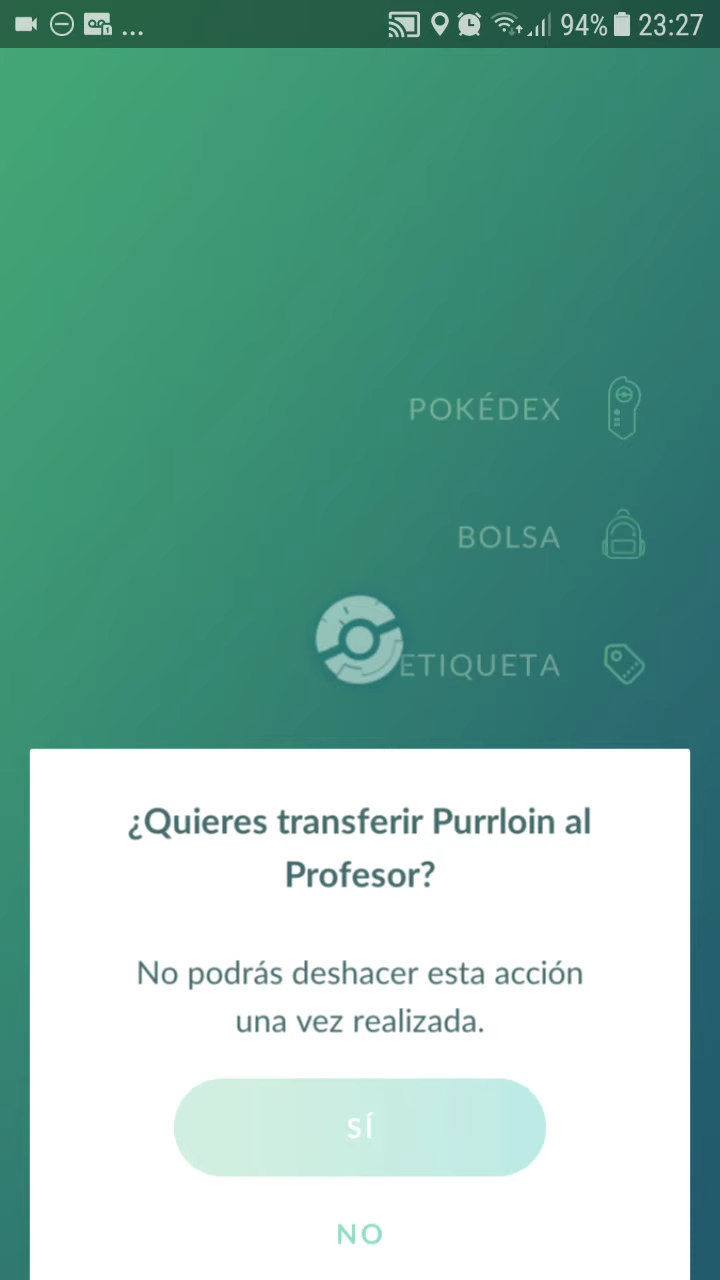 ... 94% 23:27
POKÉDEX
BOLSA
ETIQUETA
¿Quieres transferir Purrloin al
Profesor?
No podrás deshacer esta acción
una vez realizada.
SÍ
NO